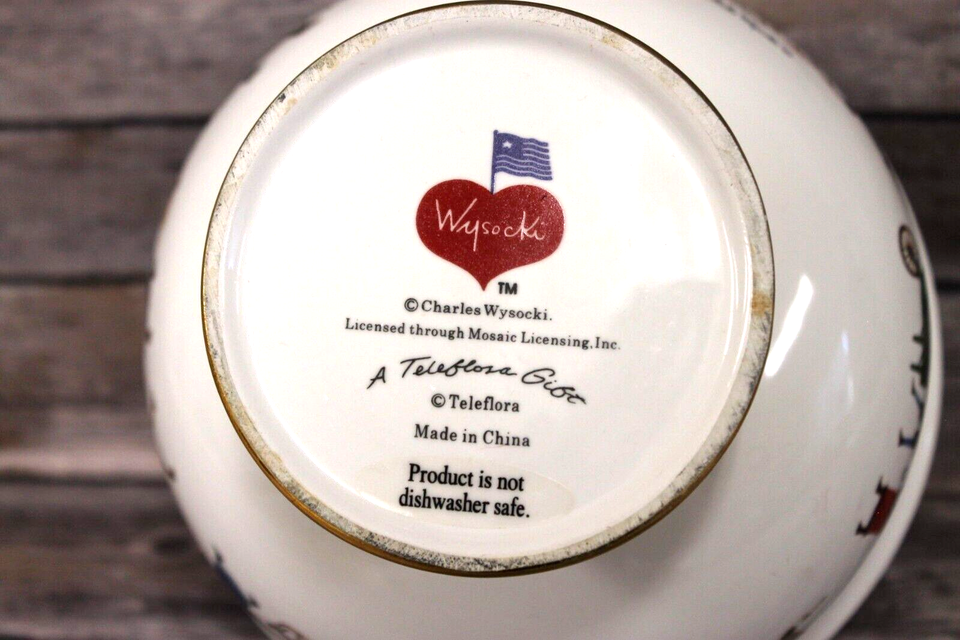 Wysocki
TM
© Charles Wysocki.
Licensed through Mosaic Licensing, Inc.
A Teleflora Gift
© Teleflora
Made in China
Product is not
dishwasher safe.